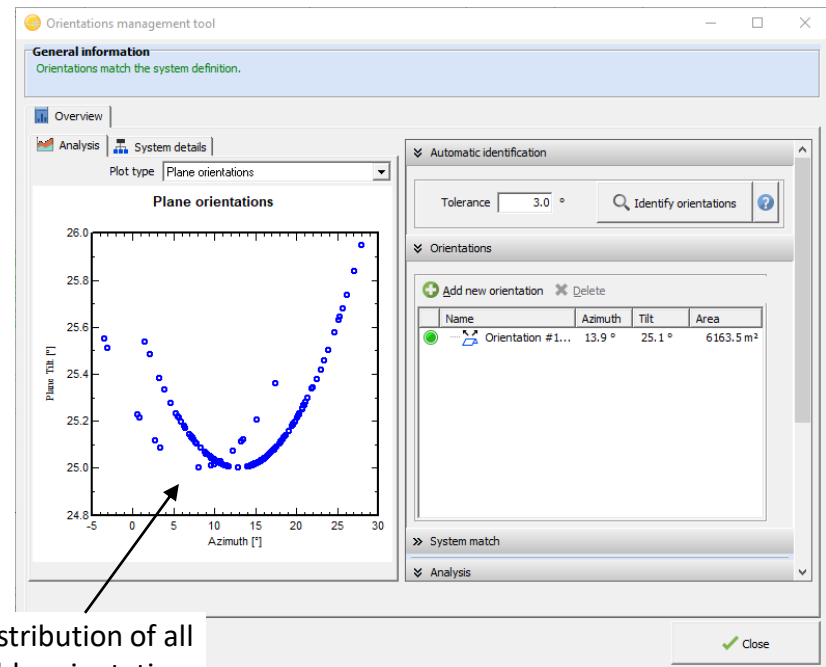 Orientations management tool
General information
Orientations match the system definition.
Overview
Analysis
System details
Plot type Plane orientations
Plane orientations
26.0
25.8
25.6
25.4
25.2
25.0
24.8
Plane Tilt [°]
-5 0 5 10 15 20 25 30
Azimuth [°]
Automatic identification
Tolerance 3.0 ° Identify orientations ?
Orientations
Add new orientation Delete
Name Azimuth Tilt Area
Orientation #1... 13.9 ° 25.1 ° 6163.5 m²
System match
Analysis
of all
Close